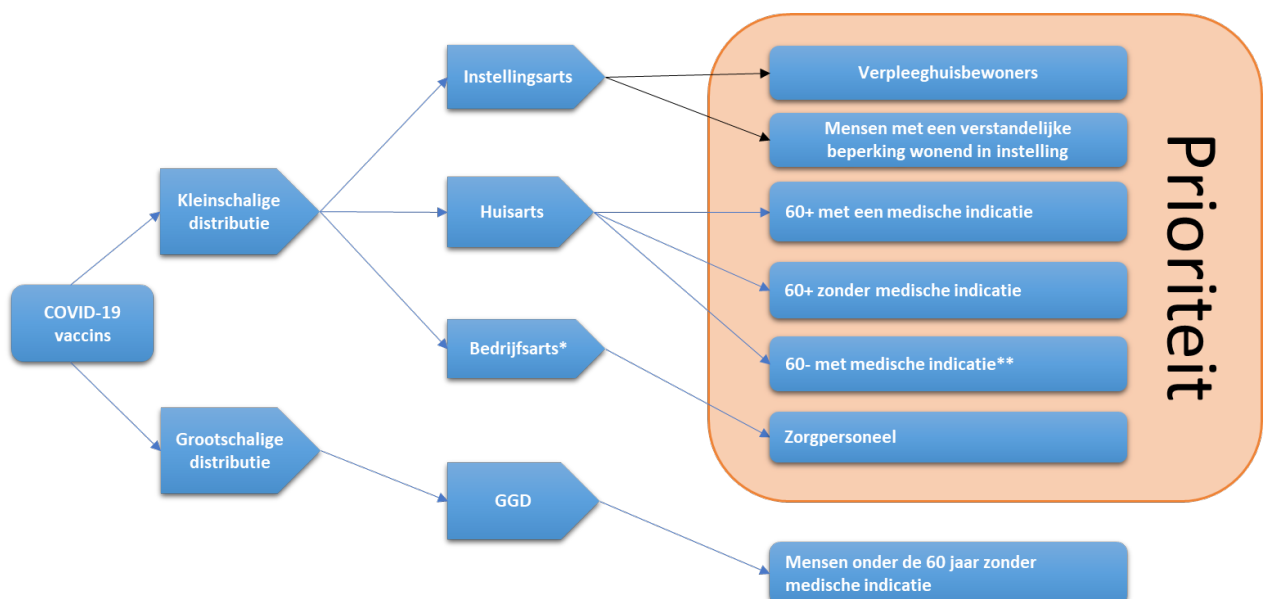 COVID-19
vaccins
Kleinschalige
distributie
Grootschalige
distributie
Instellingsarts
Huisarts
Bedrijfsarts*
GGD
Verpleeghuisbewoners
Mensen met een verstandelijke
beperking wonend in instelling
60+ met een medische indicatie
60+ zonder medische indicatie
60- met medische indicatie**
Zorgpersoneel
Mensen onder de 60 jaar zonder
medische indicatie
Prioriteit